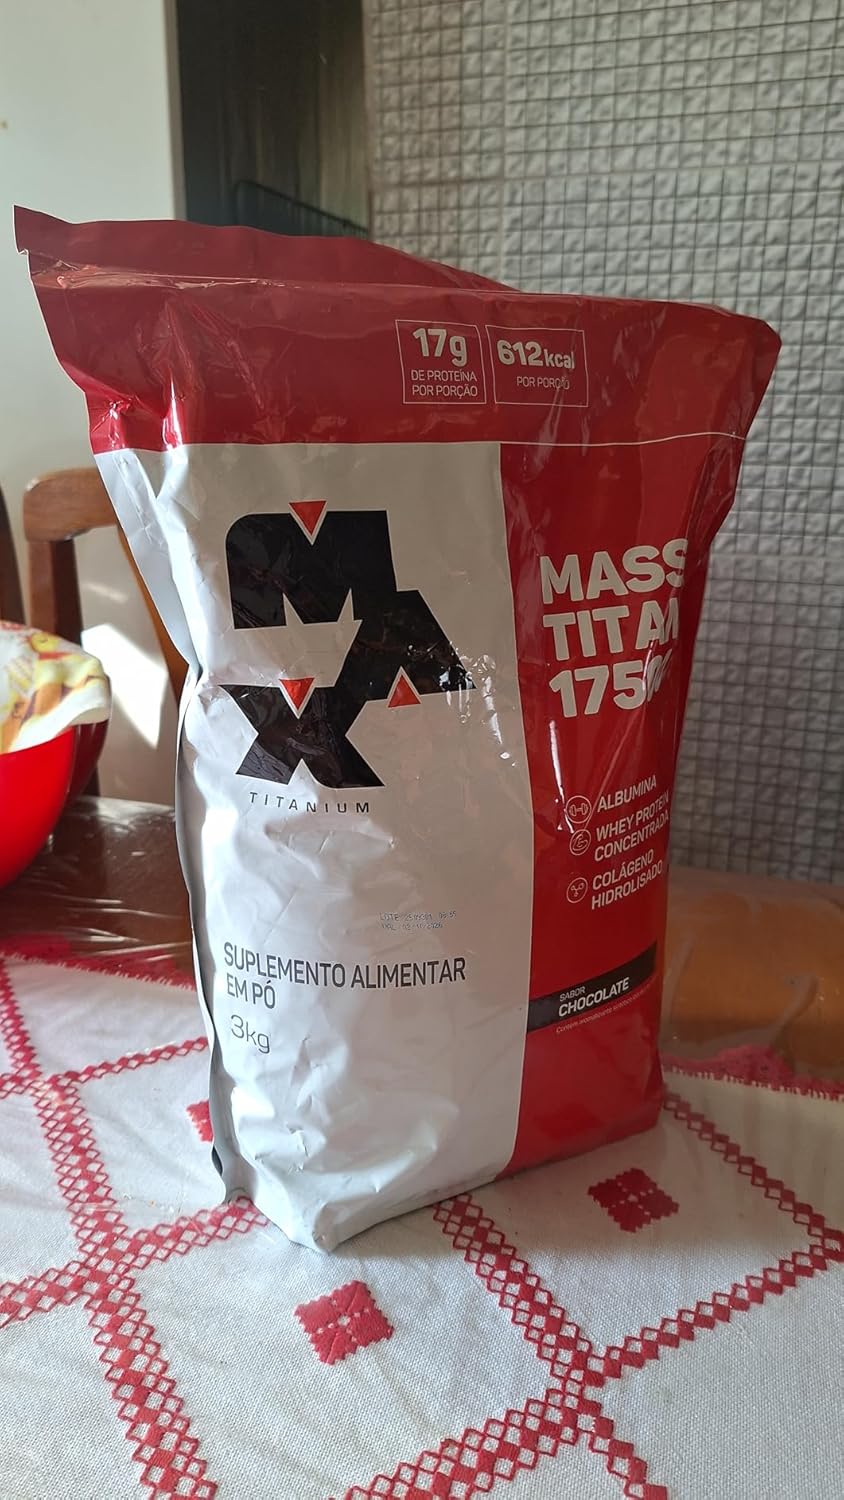 17g
DE PROTEÍNA
POR PORÇÃO
612kcal
POR PORÇÃO
MAX
TITANIUM
MASS
TITAN
ALBUMINA
WHEY PROTEIN
CONCENTRADA
COLÁGENO
HIDROLISADO
SUPLEMENTO ALIMENTAR
EM PÓ
3kg
SABOR
CHOCOLATE